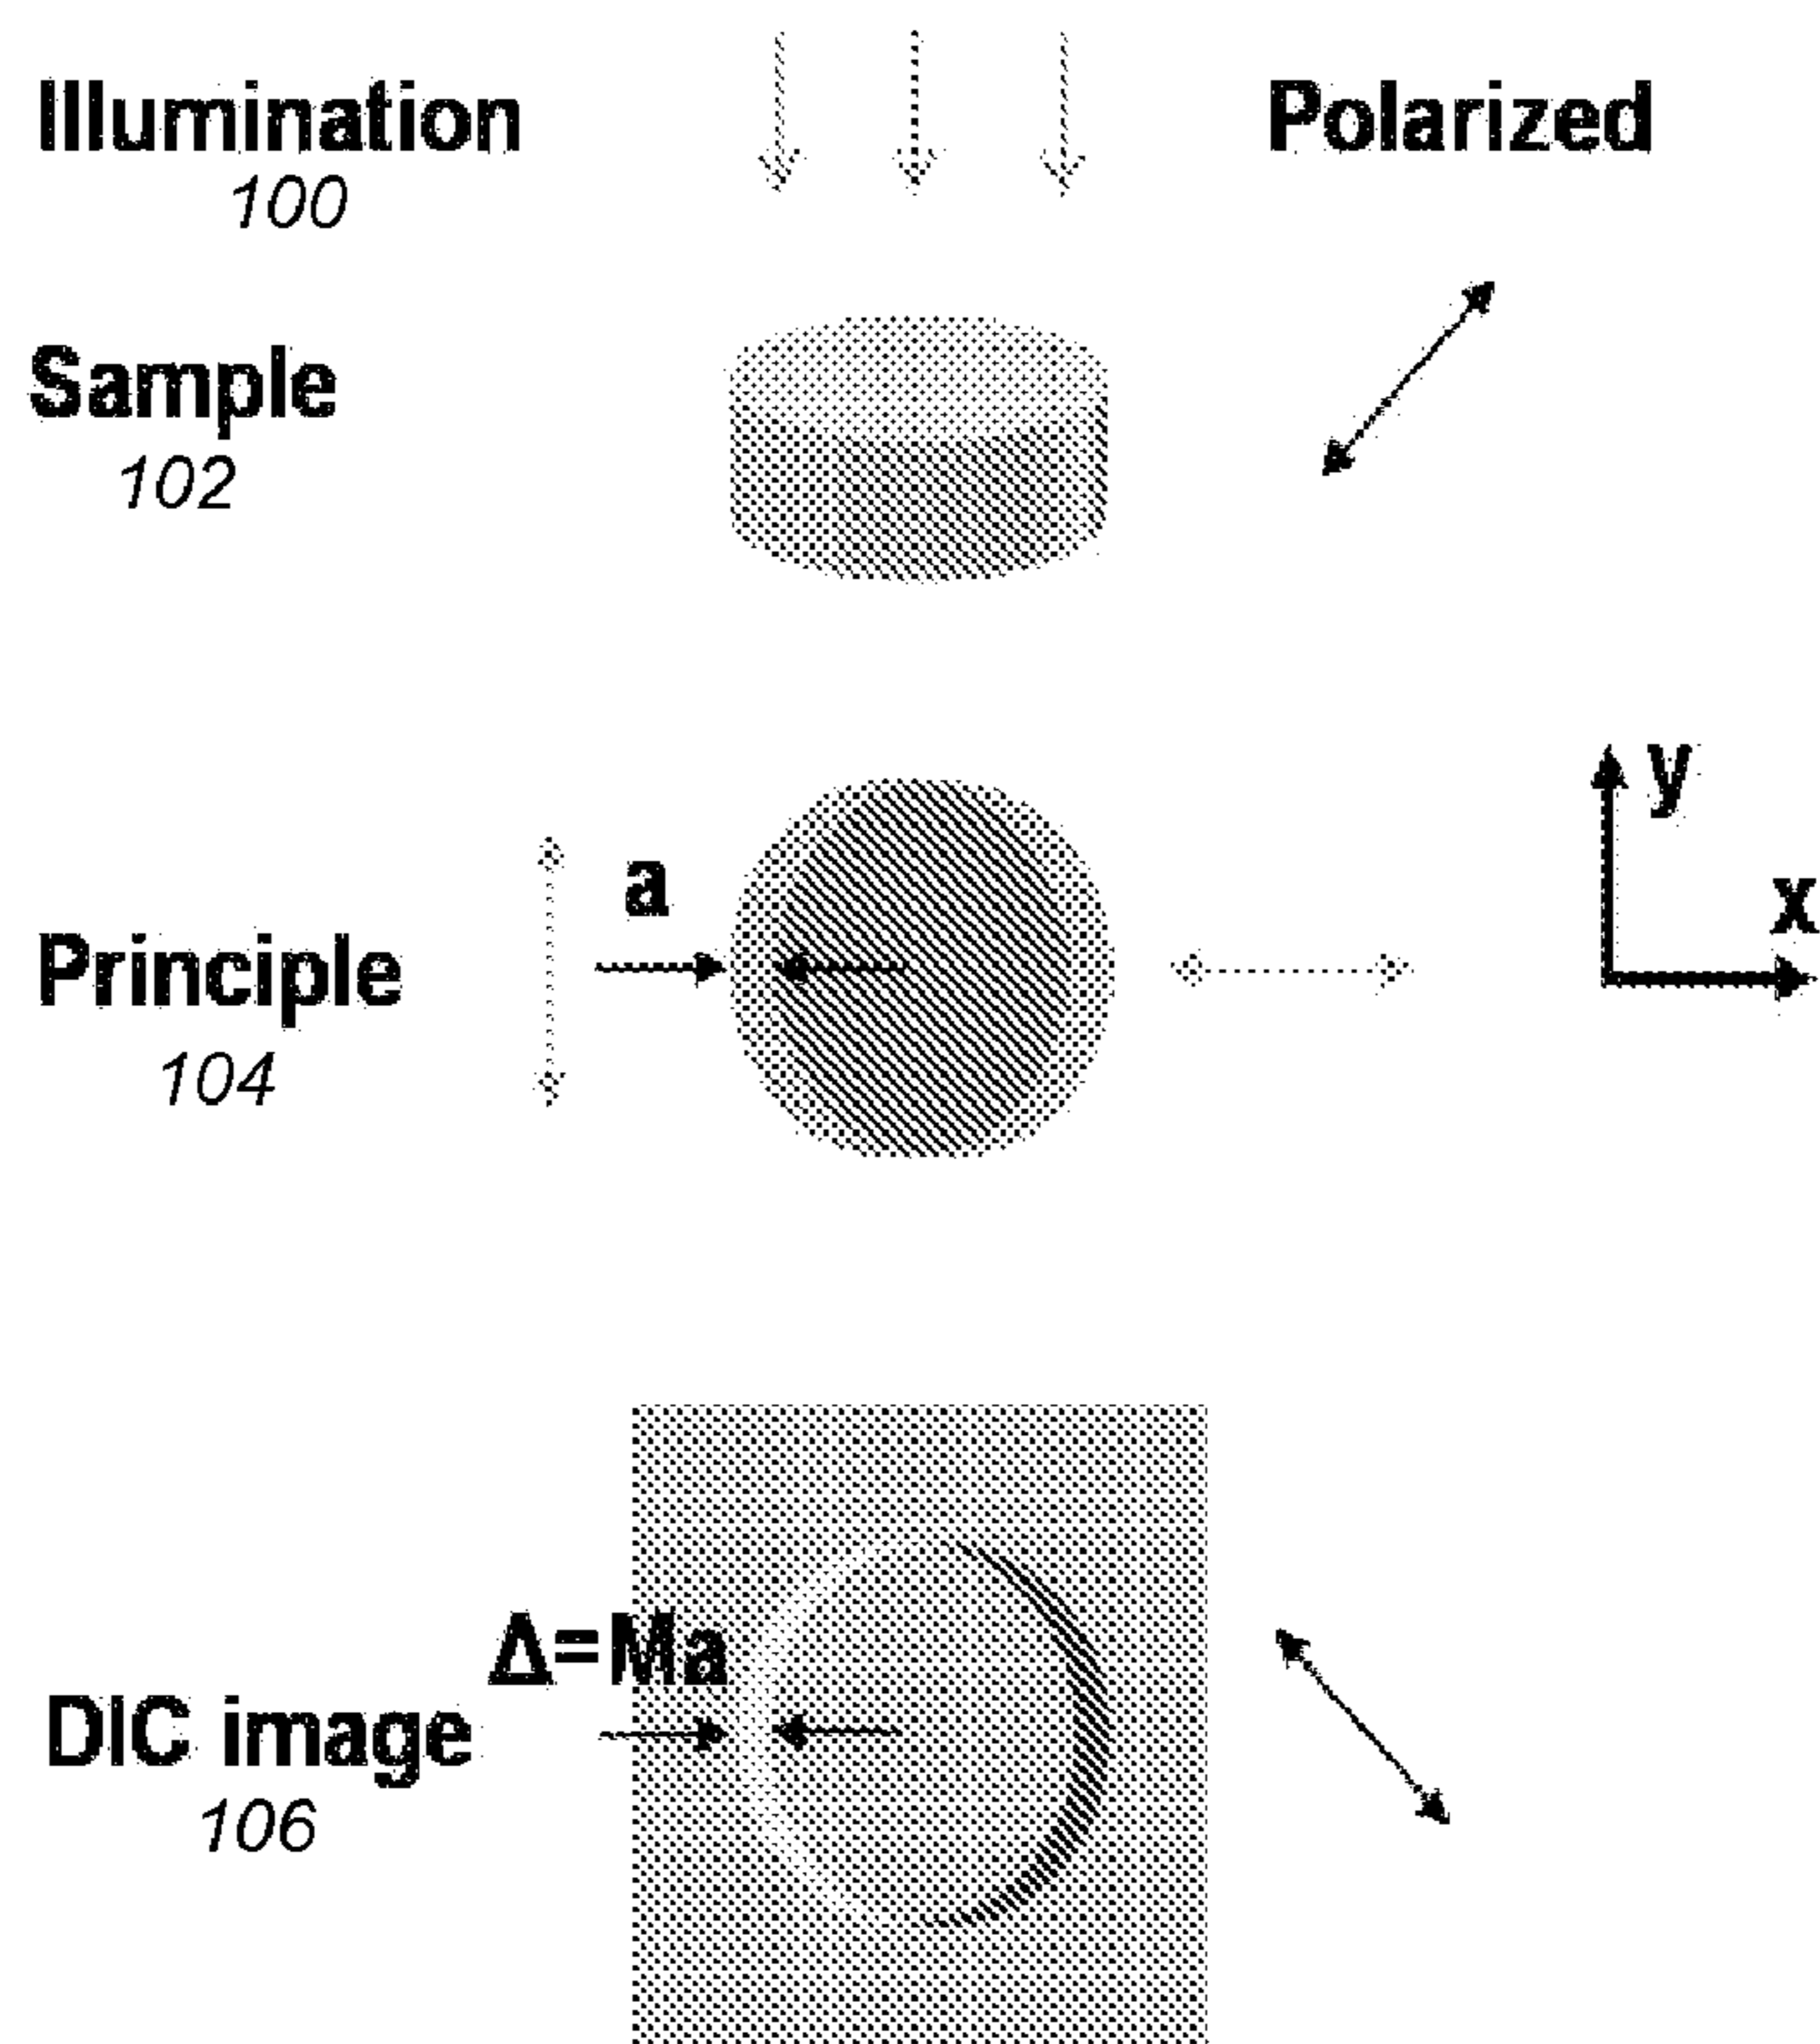 Illumination
100
Polarized
Sample
102
y
x
a
Principle
104
Δ=Ma
DIC image
106